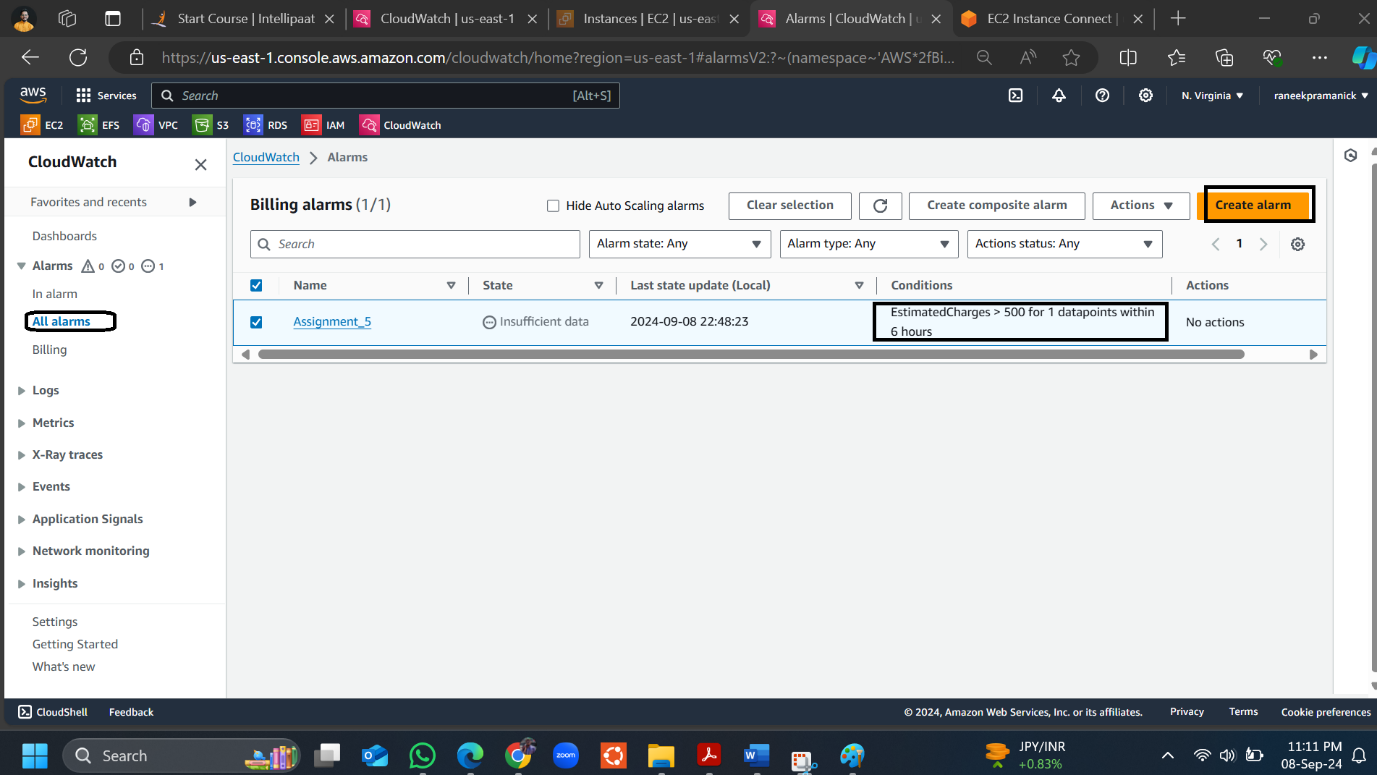 Start Course | Intellipaat
CloudWatch | us-east-1
Instances | EC2 | us-eas
Alarms | CloudWatch | u
EC2 Instance Connect |
https://us-east-1.console.aws.amazon.com/cloudwatch/home?region=us-east-1#alarmsV2:?~(namespace~'AWS*2fBi...
aws
Services
Search
[Alt+S]
N. Virginia
raneekpramanick
EC2
EFS
VPC
S3
RDS
IAM
CloudWatch
CloudWatch
Favorites and recents
Dashboards
Alarms 0 0 1
In alarm
All alarms
Billing
Logs
Metrics
X-Ray traces
Events
Application Signals
Network monitoring
Insights
Settings
Getting Started
What's new
CloudWatch
Alarms
Billing alarms (1/1)
Hide Auto Scaling alarms
Clear selection
Create composite alarm
Actions
Create alarm
Search
Alarm state: Any
Alarm type: Any
Actions status: Any
1
Name
State
Last state update (Local)
Conditions
Actions
Assignment_5
Insufficient data
2024-09-08 22:48:23
EstimatedCharges > 500 for 1 datapoints within
6 hours
No actions
CloudShell
Feedback
© 2024, Amazon Web Services, Inc. or its affiliates.
Privacy
Terms
Cookie preferences
Search
zoom
JPY/INR
+0.83%
11:11 PM
08-Sep-24